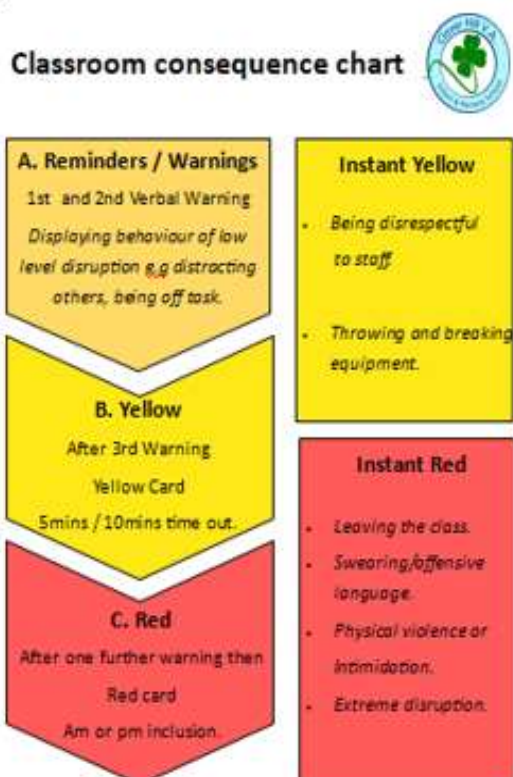 Classroom consequence chart
Clover Hill V.A.
A. Reminders / Warnings
1st and 2nd Verbal Warning
Displaying behaviour of low
level disruption e,g distracting
others, being off task.
B. Yellow
After 3rd Warning
Yellow Card
5mins / 10mins time out.
C. Red
After one further warning then
Red card
Am or pm inclusion.
Instant Yellow
• Being disrespectful
to staff
• Throwing and breaking
equipment.
Instant Red
• Leaving the class.
• Swearing/offensive
language.
• Physical violence or
Intimidation.
• Extreme disruption.